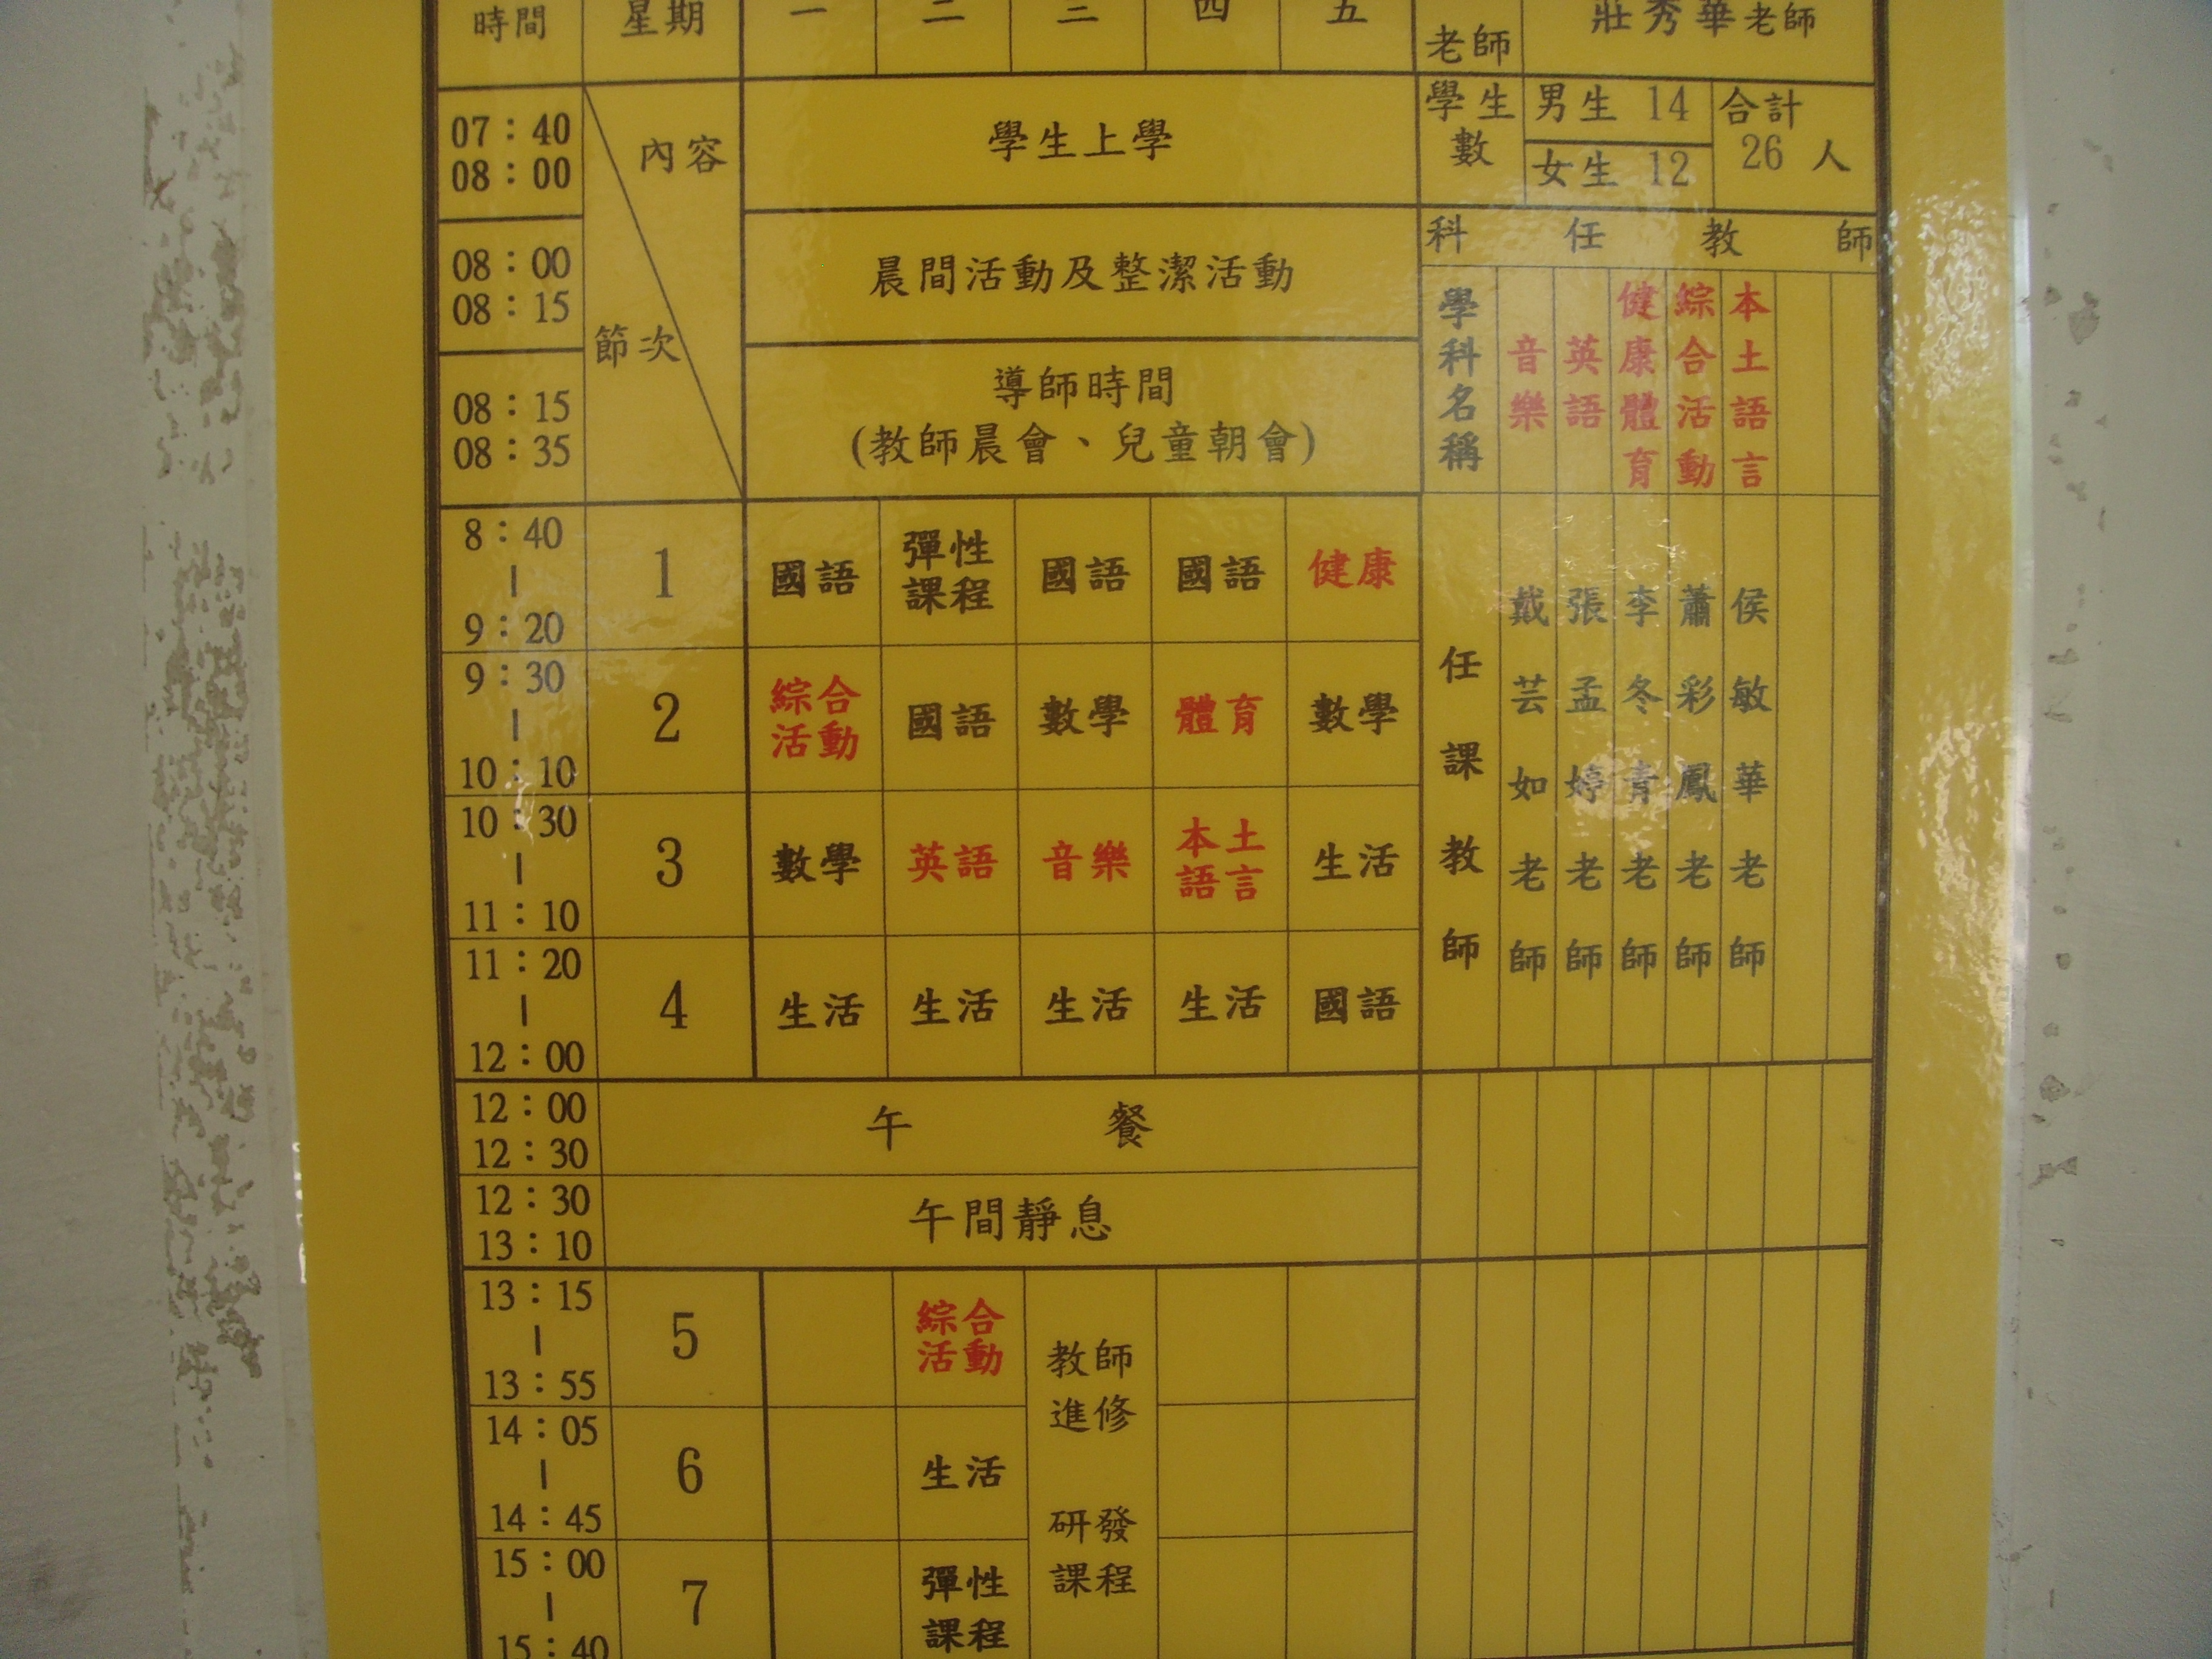 時間 星期 一 二 三 四 五 老師 莊秀華老師
07：40 08：00 內容 學生上學 學生數 男生 14 女生 12 合計 26 人
08：00 08：15 節次 晨間活動及整潔活動 科任教師
08：15 08：35 導師時間 (教師晨會、兒童朝會) 學科名稱 音樂 英語 健康體育 綜合活動 本土語言
8：40 | 9：20 1 國語 彈性課程 國語 國語 健康 任課教師 戴芸如老師 張孟婷老師 李冬青老師 蕭彩鳳老師 侯敏華老師
9：30 | 10：10 2 綜合活動 國語 數學 體育 數學
10：30 | 11：10 3 數學 英語 音樂 本土語言 生活
11：20 | 12：00 4 生活 生活 生活 生活 國語
12：00 12：30 午餐
12：30 13：10 午間靜息
13：15 | 13：55 5 綜合活動 教師進修 研發課程
14：05 | 14：45 6 生活
15：00 | 15：40 7 彈性課程